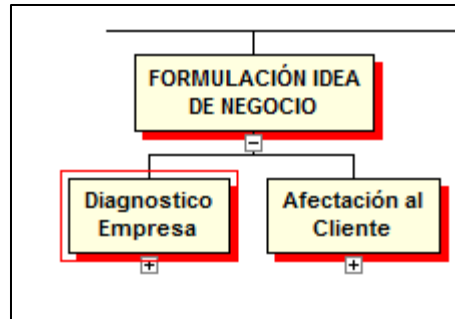 FORMULACIÓN IDEA
DE NEGOCIO
Diagnostico
Empresa
Afectación al
Cliente